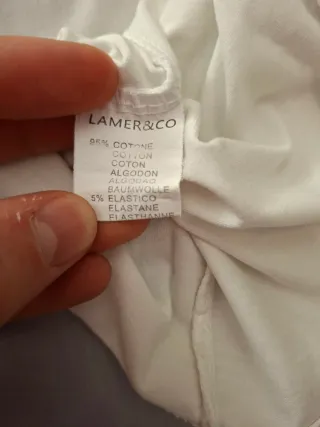 LAMER&CO
95% COTONE
COTTON
COTON
ALGODON
ALGODAO
BAUMWOLLE
5% ELASTICO
ELASTANE
ELASTHANNE